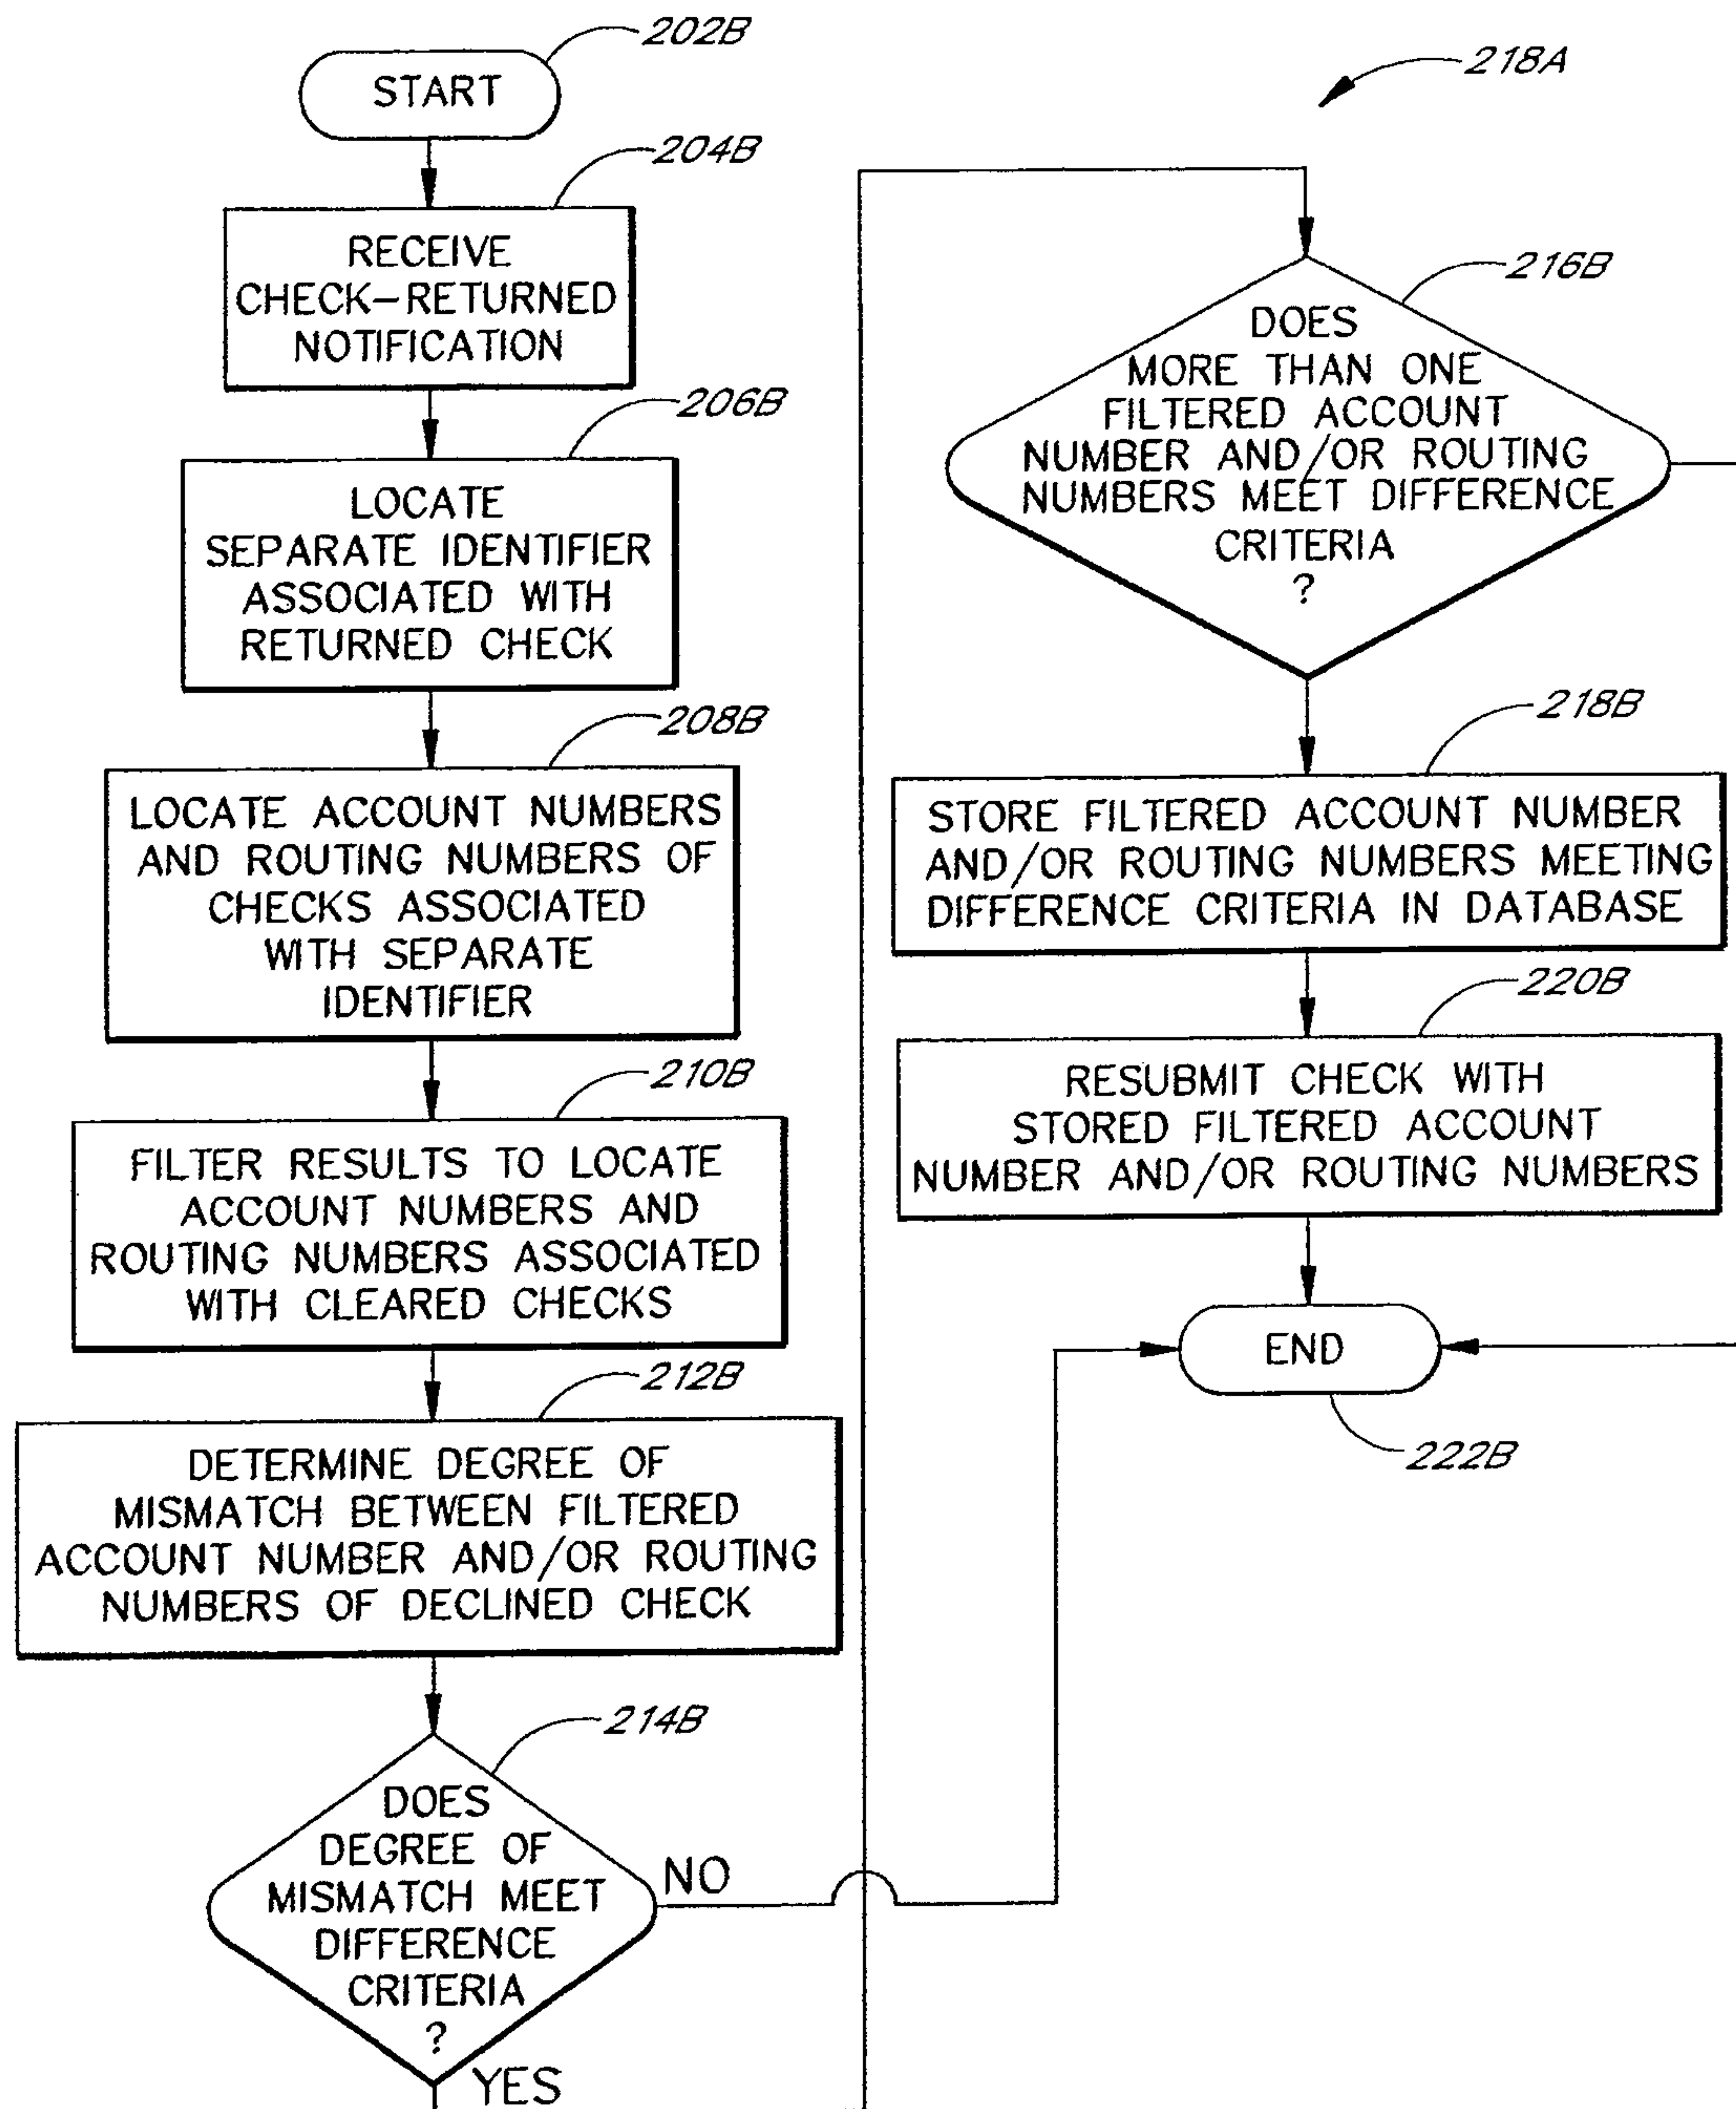 202B
START
204B
RECEIVE
CHECK-RETURNED
NOTIFICATION
206B
LOCATE
SEPARATE IDENTIFIER
ASSOCIATED WITH
RETURNED CHECK
208B
LOCATE ACCOUNT NUMBERS
AND ROUTING NUMBERS OF
CHECKS ASSOCIATED
WITH SEPARATE
IDENTIFIER
210B
FILTER RESULTS TO LOCATE
ACCOUNT NUMBERS AND
ROUTING NUMBERS ASSOCIATED
WITH CLEARED CHECKS
212B
DETERMINE DEGREE OF
MISMATCH BETWEEN FILTERED
ACCOUNT NUMBER AND/OR ROUTING
NUMBERS OF DECLINED CHECK
214B
DOES
DEGREE OF
MISMATCH MEET
DIFFERENCE
CRITERIA
?
NO
YES
218A
216B
DOES
MORE THAN ONE
FILTERED ACCOUNT
NUMBER AND/OR ROUTING
NUMBERS MEET DIFFERENCE
CRITERIA
?
218B
STORE FILTERED ACCOUNT NUMBER
AND/OR ROUTING NUMBERS MEETING
DIFFERENCE CRITERIA IN DATABASE
220B
RESUBMIT CHECK WITH
STORED FILTERED ACCOUNT
NUMBER AND/OR ROUTING NUMBERS
END
222B